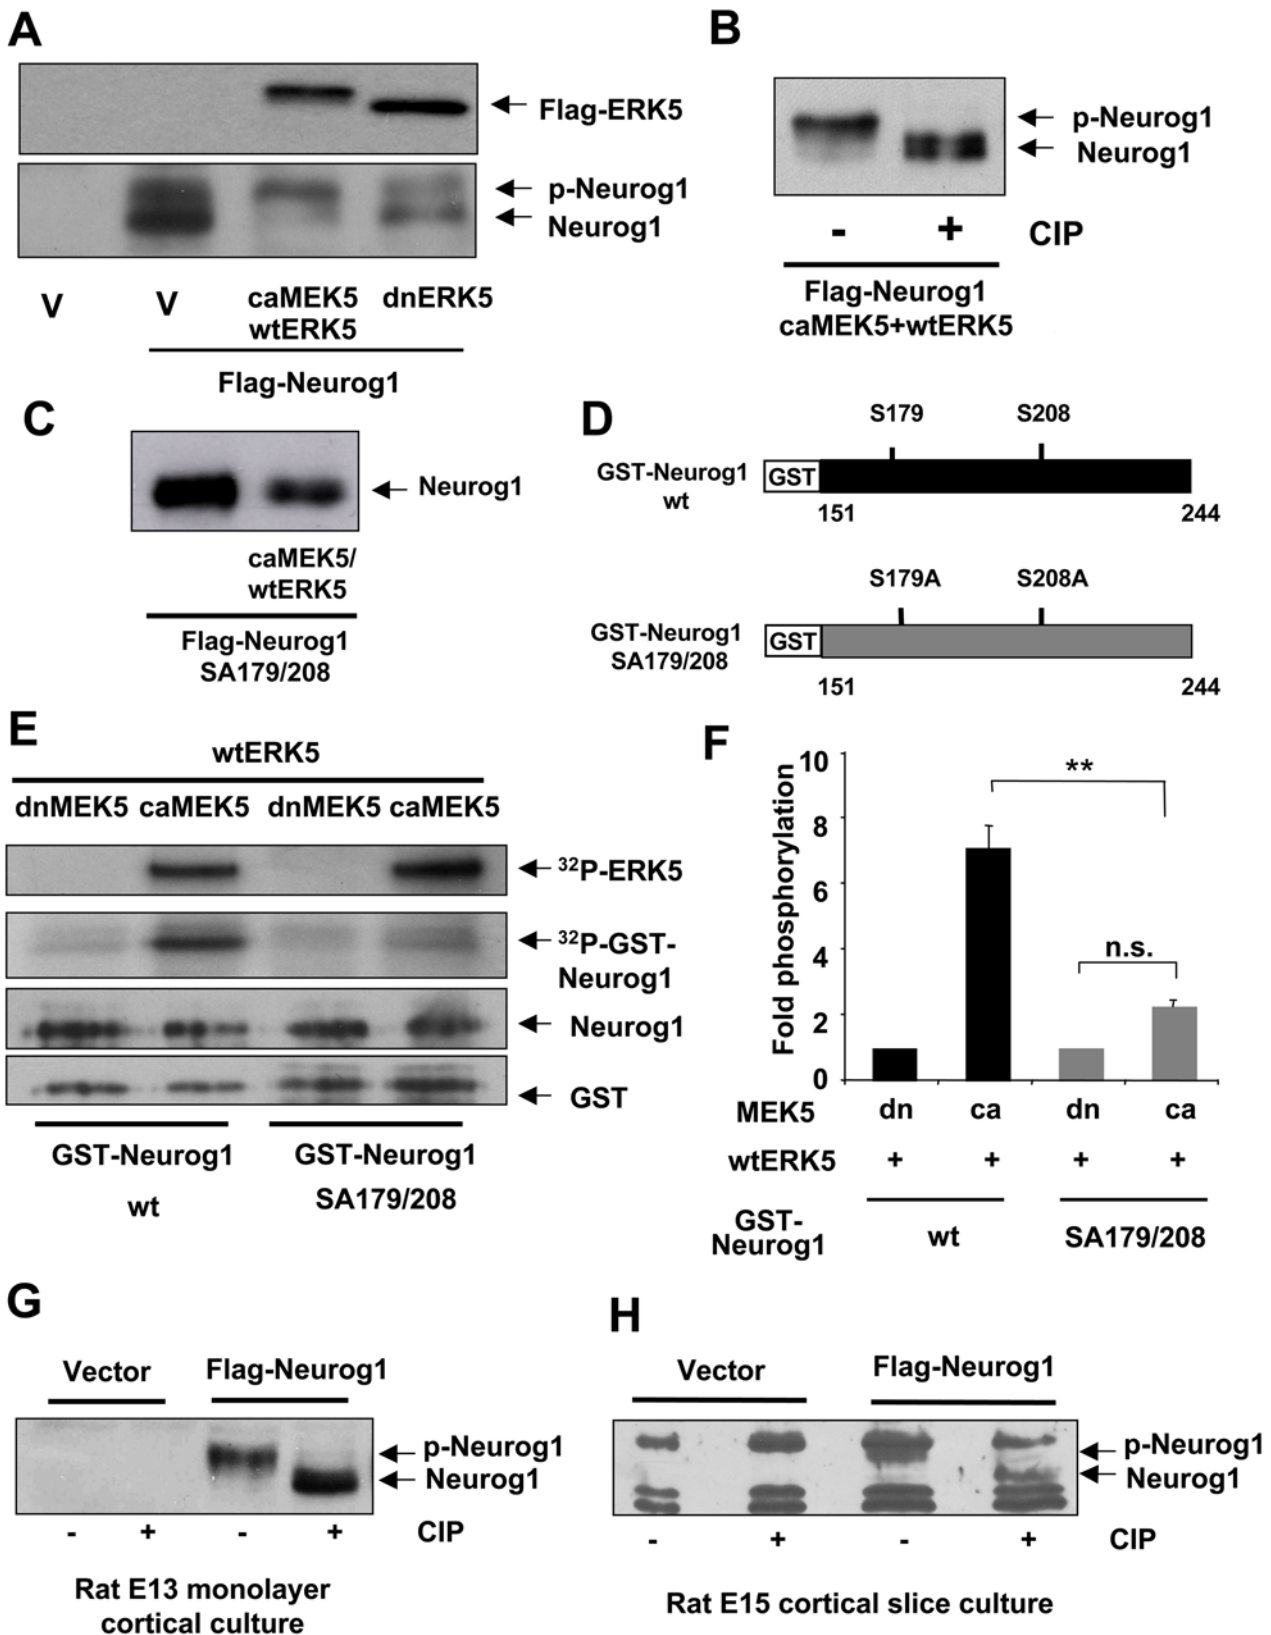 A
Flag-ERK5
p-Neurog1
Neurog1
V
V
caMEK5
wtERK5
dnERK5
Flag-Neurog1
B
p-Neurog1
Neurog1
- + CIP
Flag-Neurog1
caMEK5+wtERK5
C
Neurog1
caMEK5/
wtERK5
Flag-Neurog1
SA179/208
D
S179 S208
GST-Neurog1
wt
GST
151 244
S179A S208A
GST-Neurog1
SA179/208
GST
151 244
E
wtERK5
dnMEK5 caMEK5 dnMEK5 caMEK5
32P-ERK5
32P-GST-
Neurog1
Neurog1
GST
GST-Neurog1
wt
GST-Neurog1
SA179/208
F
Fold phosphorylation
10
8
6
4
2
0
**
n.s.
MEK5 dn ca dn ca
wtERK5 + + + +
GST-
Neurog1
wt SA179/208
G
Vector Flag-Neurog1
p-Neurog1
Neurog1
- + - + CIP
Rat E13 monolayer
cortical culture
H
Vector Flag-Neurog1
p-Neurog1
Neurog1
- + - + CIP
Rat E15 cortical slice culture